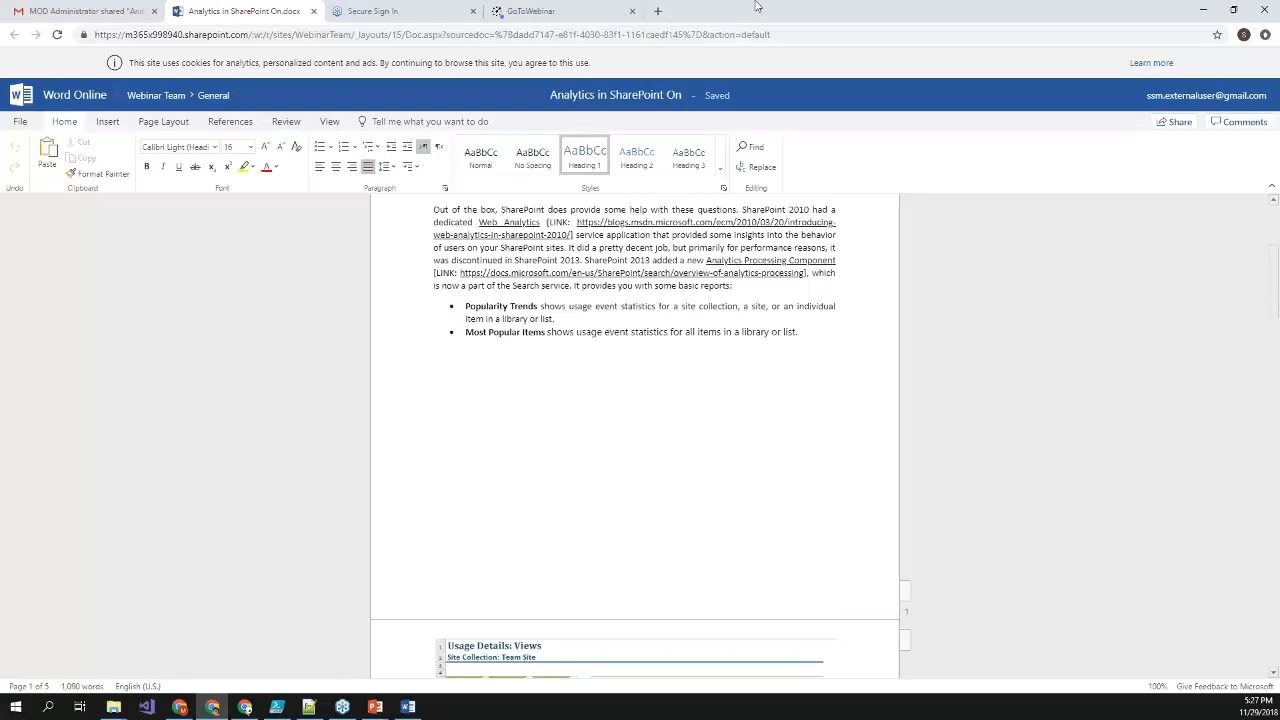 MOD Administrator shared "Anal
Analytics in SharePoint On.docx
Secure Sign In
GoToWebinar
https://m365x998940.sharepoint.com/:w:/r/sites/WebinarTeam/_layouts/15/Doc.aspx?sourcedoc=%7Bdadd7147-e81f-4030-83f1-1161caedf145%7D&action=default
S
This site uses cookies for analytics, personalized content and ads. By continuing to browse this site, you agree to this use.
Learn more
Word Online
Webinar Team > General
Analytics in SharePoint On - Saved
ssm.externaluser@gmail.com
File Home Insert Page Layout References Review View Tell me what you want to do
Share Comments
Paste
Cut
Copy
Format Painter
Calibri Light (Headi 16
AaBbCc AaBbCc AaBbCc AaBbCc AaBbCc
Normal No Spacing Heading 1 Heading 2 Heading 3
Find
Replace
Undo Clipboard Font Paragraph Styles Editing
Out of the box, SharePoint does provide some help with these questions. SharePoint 2010 had a
dedicated Web Analytics [LINK: https://blogs.msdn.microsoft.com/ecm/2010/03/20/introducing-
web-analytics-in-sharepoint-2010/] service application that provided some insights into the behavior
of users on your SharePoint sites. It did a pretty decent job, but primarily for performance reasons, it
was discontinued in SharePoint 2013. SharePoint 2013 added a new Analytics Processing Component
[LINK: https://docs.microsoft.com/en-us/SharePoint/search/overview-of-analytics-processing], which
is now a part of the Search service. It provides you with some basic reports:
• Popularity Trends shows usage event statistics for a site collection, a site, or an individual
item in a library or list.
• Most Popular Items shows usage event statistics for all items in a library or list.
1
1 Usage Details: Views
2 Site Collection: Team Site
3
4
Page 1 of 5 1,090 words English (U.S.)
100% Give Feedback to Microsoft
5:27 PM
11/29/2018